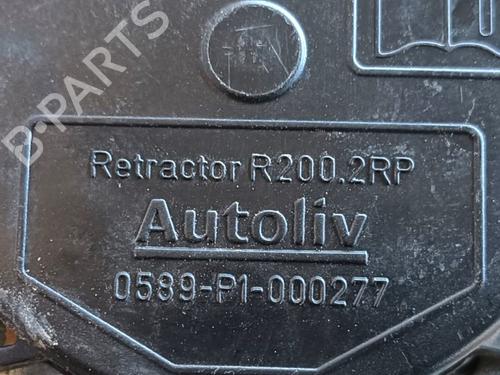 B-PARTS
Retractor R200.2RP
Autoliv
0589-P1-000277